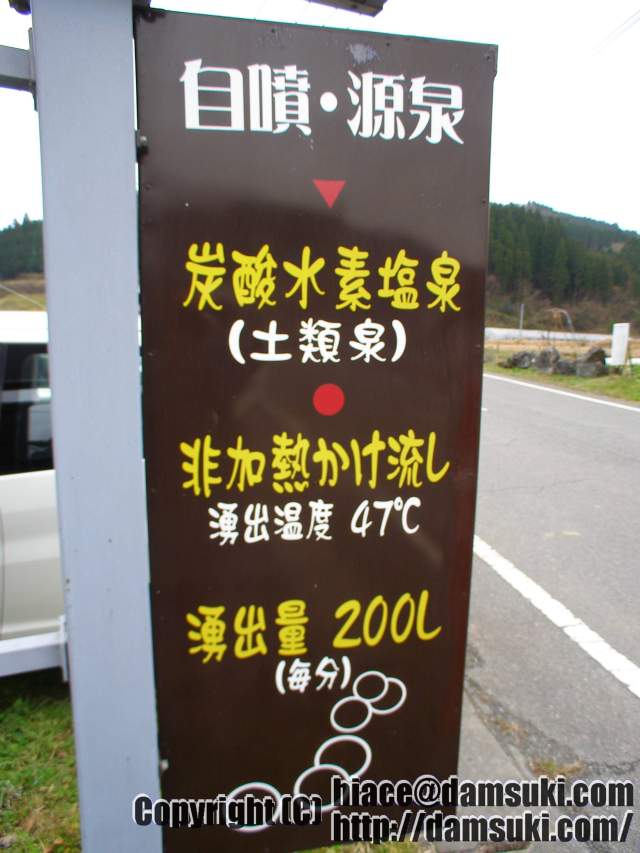 自噴・源泉
炭酸水素塩泉
(土類泉)
非加熱かけ流し
湧出温度 47℃
湧出量 200L
(毎分)
hiace@damsuki.com
Copyright (C) http://damsuki.com/